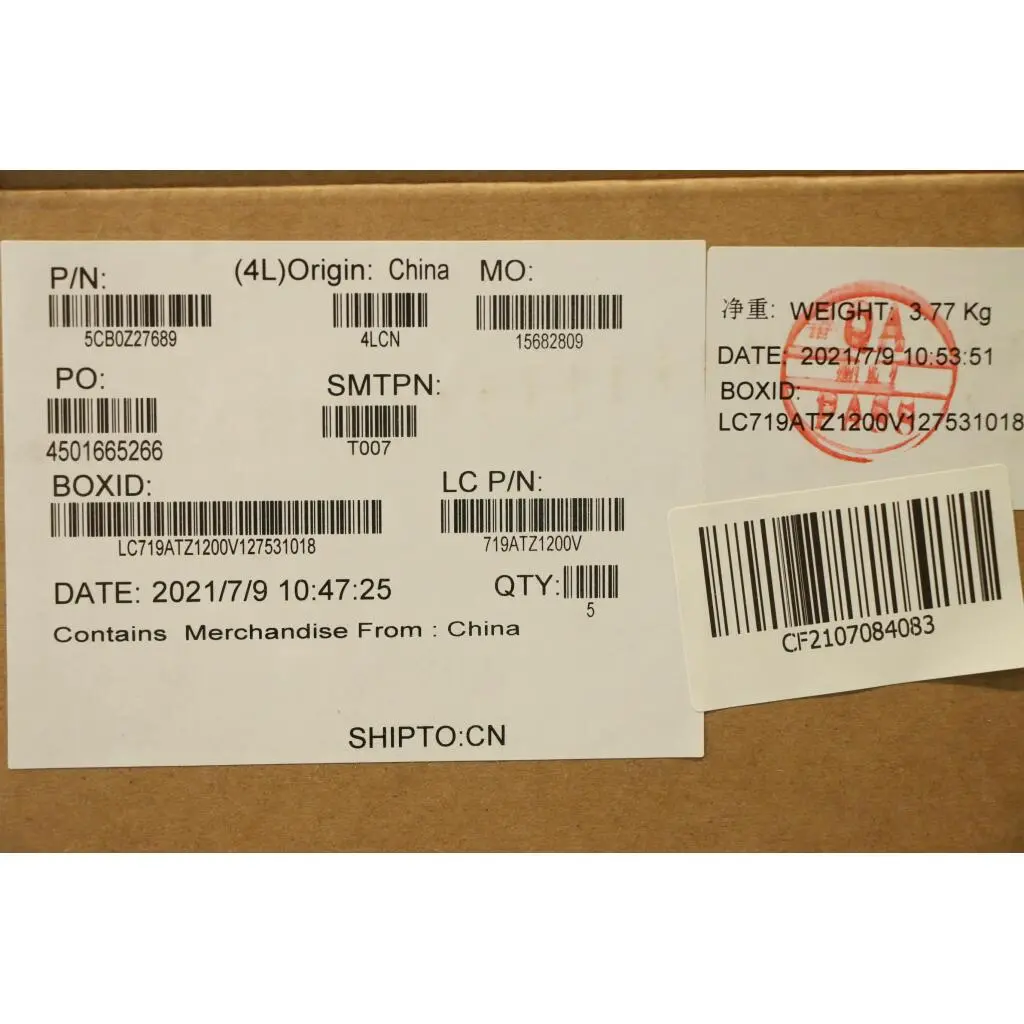 P/N:
5CB0Z27689
(4L)Origin: China
4LCN
MO:
15682809
PO:
4501665266
SMTPN:
T007
BOXID:
LC719ATZ1200V127531018
LC P/N:
719ATZ1200V
DATE: 2021/7/9 10:47:25
QTY:
5
Contains Merchandise From : China
SHIPTO:CN
净重: WEIGHT: 3.77 Kg
DATE: 2021/7/9 10:53:51
BOXID:
LC719ATZ1200V127531018
QA
PASS
CF2107084083